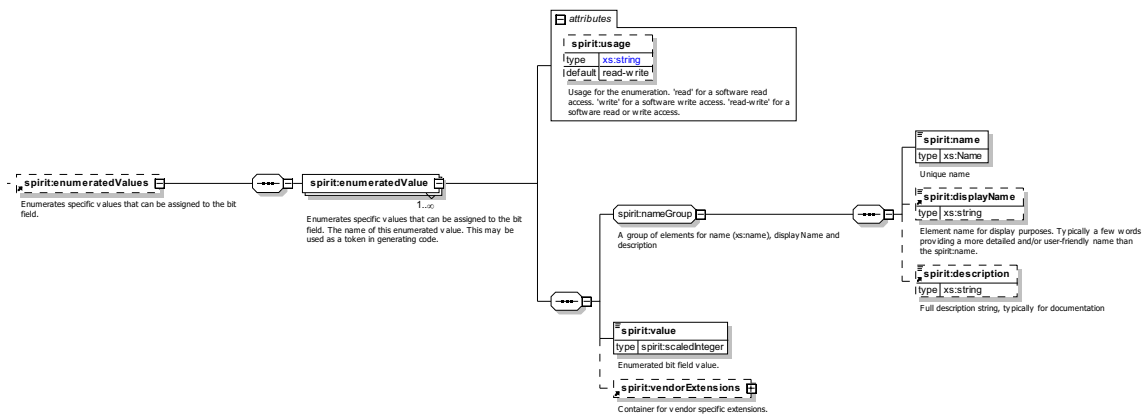 attributes
spirit:usage
type xs:string
default read-write
Usage for the enumeration. 'read' for a software read
access. 'write' for a software write access. 'read-write' for a
software read or write access.
spirit:enumeratedValues
Enumerates specific values that can be assigned to the bit
field.
spirit:enumeratedValue
1..∞
Enumerates specific values that can be assigned to the bit
field. The name of this enumerated value. This may be
used as a token in generating code.
spirit:nameGroup
A group of elements for name (xs:name), displayName and
description
spirit:name
type xs:Name
Unique name
spirit:displayName
type xs:string
Element name for display purposes. Typically a few words
providing a more detailed and/or user-friendly name than
the spirit:name.
spirit:description
type xs:string
Full description string, typically for documentation
spirit:value
type spirit:scaledInteger
Enumerated bit field value.
spirit:vendorExtensions
Container for vendor specific extensions.